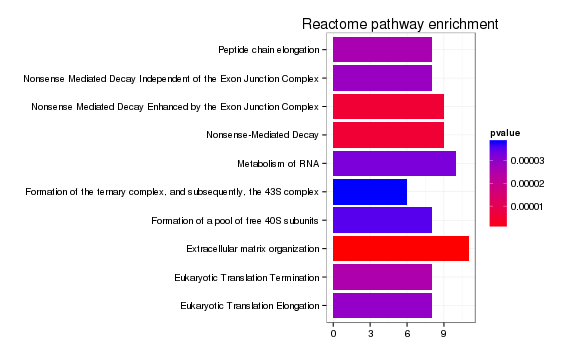 Reactome pathway enrichment
Peptide chain elongation
Nonsense Mediated Decay Independent of the Exon Junction Complex
Nonsense Mediated Decay Enhanced by the Exon Junction Complex
Nonsense-Mediated Decay
Metabolism of RNA
Formation of the ternary complex, and subsequently, the 43S complex
Formation of a pool of free 40S subunits
Extracellular matrix organization
Eukaryotic Translation Termination
Eukaryotic Translation Elongation
0 3 6 9
pvalue
0.00003
0.00002
0.00001